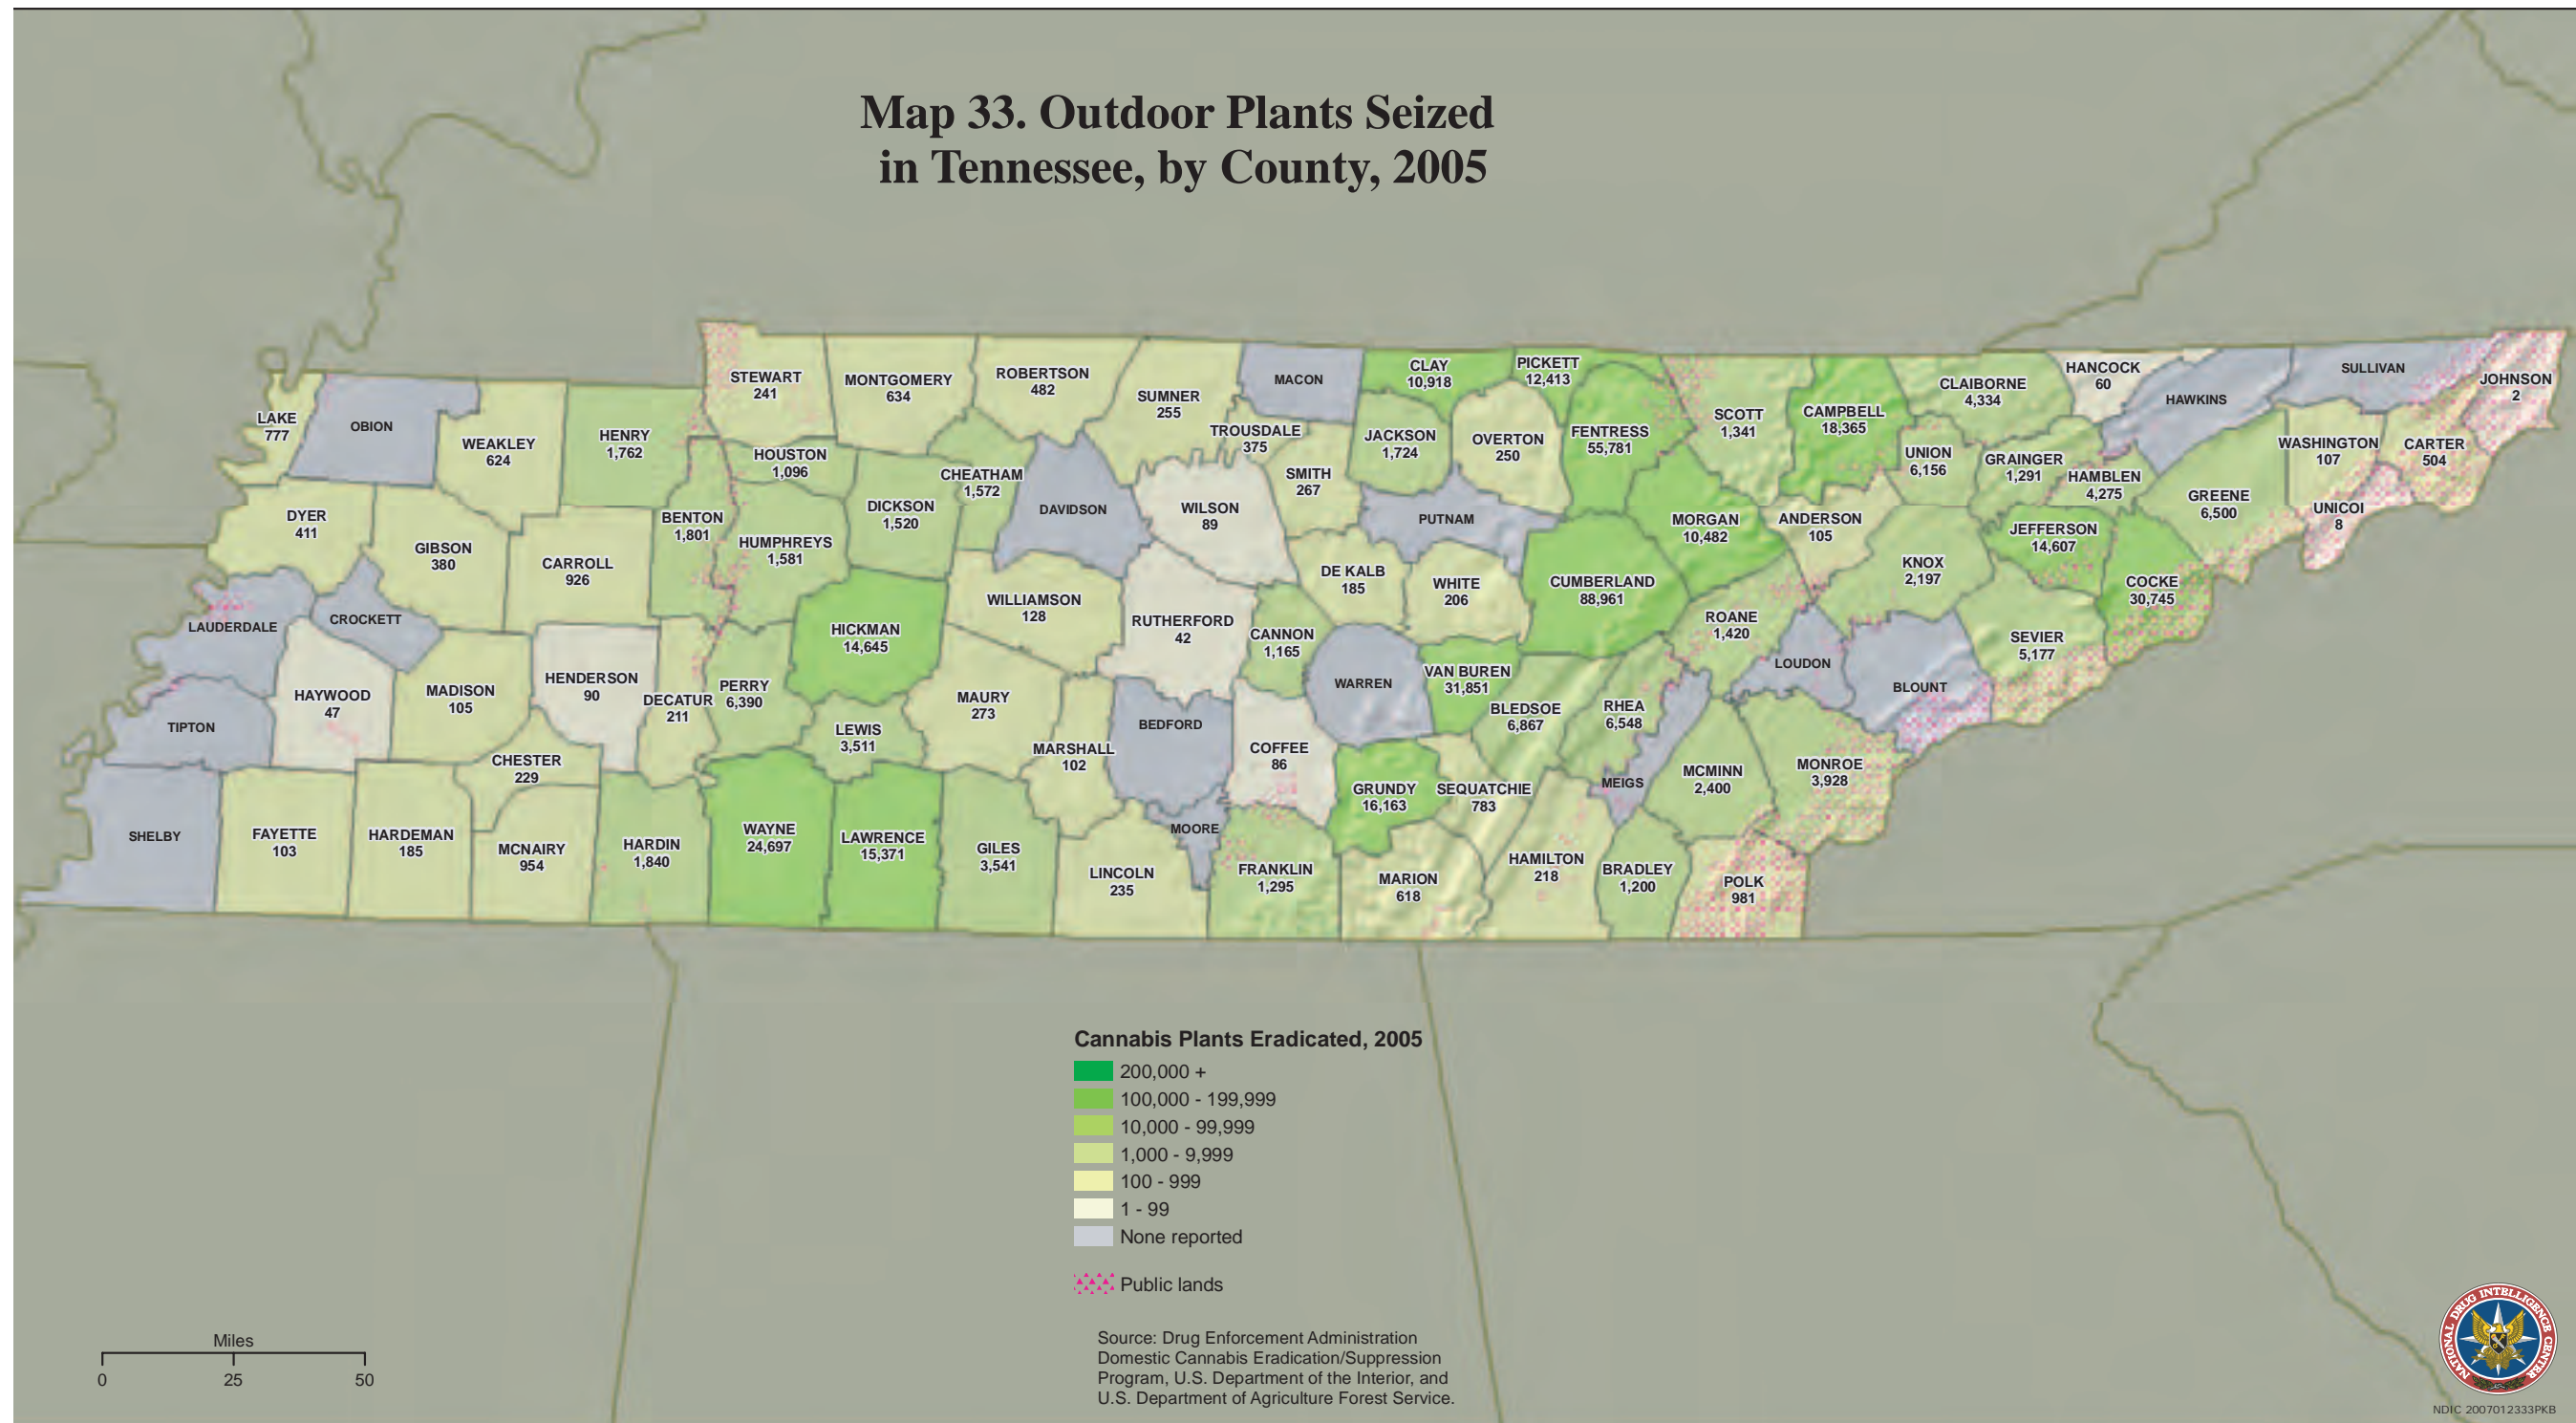 Map 33. Outdoor Plants Seized
in Tennessee, by County, 2005
LAKE
777
OBION
WEAKLEY
624
HENRY
1,762
STEWART
241
MONTGOMERY
634
ROBERTSON
482
SUMNER
255
TROUSDALE
375
MACON
CLAY
10,918
PICKETT
12,413
JACKSON
1,724
OVERTON
250
FENTRESS
55,781
SCOTT
1,341
CAMPBELL
18,365
CLAIBORNE
4,334
HANCOCK
60
HAWKINS
SULLIVAN
JOHNSON
2
HOUSTON
1,096
CHEATHAM
1,572
DICKSON
1,520
DAVIDSON
WILSON
89
SMITH
267
PUTNAM
MORGAN
10,482
ANDERSON
105
UNION
6,156
GRAINGER
1,291
HAMBLEN
4,275
GREENE
6,500
WASHINGTON
107
CARTER
504
UNICOI
8
DYER
411
GIBSON
380
CARROLL
926
BENTON
1,801
HUMPHREYS
1,581
HICKMAN
14,645
WILLIAMSON
128
RUTHERFORD
42
CANNON
1,165
DE KALB
185
WHITE
206
CUMBERLAND
88,961
ROANE
1,420
KNOX
2,197
JEFFERSON
14,607
COCKE
30,745
SEVIER
5,177
LAUDERDALE
CROCKETT
HAYWOOD
47
MADISON
105
HENDERSON
90
DECATUR
211
PERRY
6,390
LEWIS
3,511
MAURY
273
MARSHALL
102
BEDFORD
COFFEE
86
WARREN
VAN BUREN
31,851
BLEDSOE
6,867
RHEA
6,548
LOUDON
BLOUNT
MEIGS
MCMINN
2,400
MONROE
3,928
TIPTON
SHELBY
FAYETTE
103
HARDEMAN
185
CHESTER
229
MCNAIRY
954
HARDIN
1,840
WAYNE
24,697
LAWRENCE
15,371
GILES
3,541
LINCOLN
235
MOORE
FRANKLIN
1,295
GRUNDY
16,163
SEQUATCHIE
783
MARION
618
HAMILTON
218
BRADLEY
1,200
POLK
981
Cannabis Plants Eradicated, 2005
200,000 +
100,000 - 199,999
10,000 - 99,999
1,000 - 9,999
100 - 999
1 - 99
None reported
Public lands
Miles
0 25 50
Source: Drug Enforcement Administration
Domestic Cannabis Eradication/Suppression
Program, U.S. Department of the Interior, and
U.S. Department of Agriculture Forest Service.
NATIONAL DRUG INTELLIGENCE CENTER
NDIC 2007012333PKB